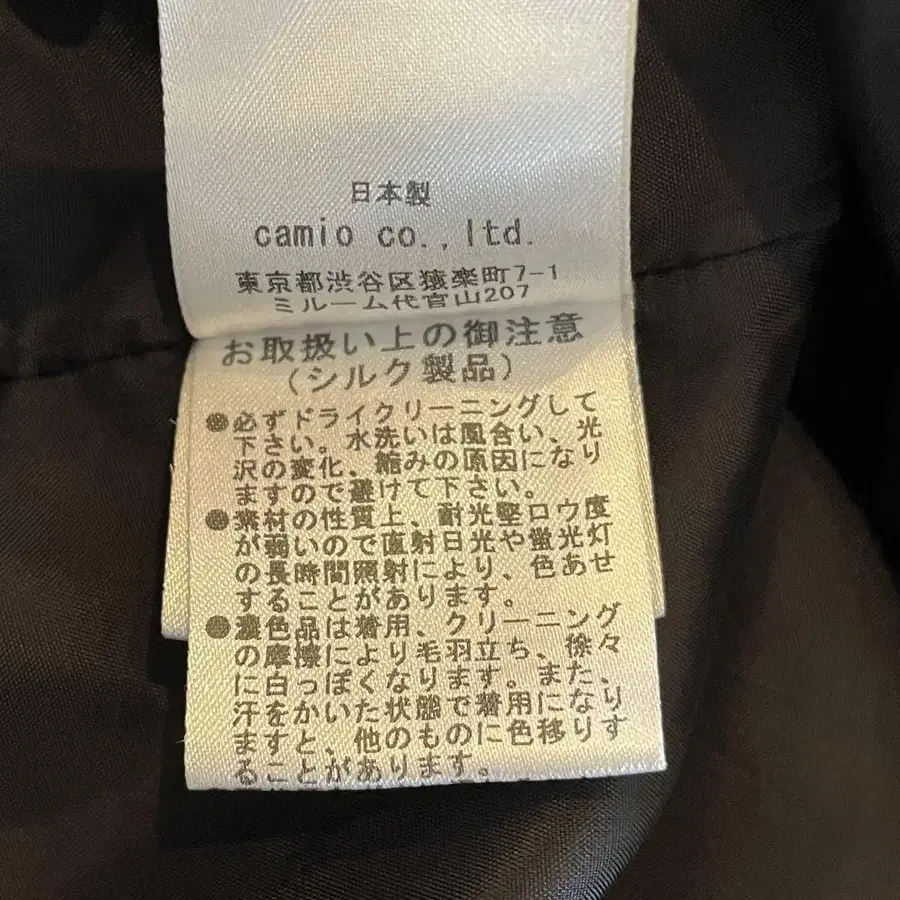 日本製
camio co.,ltd.
東京都渋谷区猿楽町7-1
ミルーム代官山207
お取扱い上の御注意
(シルク製品)
●必ずドライクリーニングして
下さい。水洗いは風合い、光
沢の変化、縮みの原因になり
ますので避けて下さい。
●素材の性質上、耐光堅ロウ度
が弱いので直射日光や蛍光灯
の長時間照射により、色あせ
することがあります。
●濃色品は着用、クリーニング
の摩擦により毛羽立ち、徐々
に白っぽくなります。また、
汗をかいた状態で着用になり
ますと、他のものに色移りす
ることがあります。